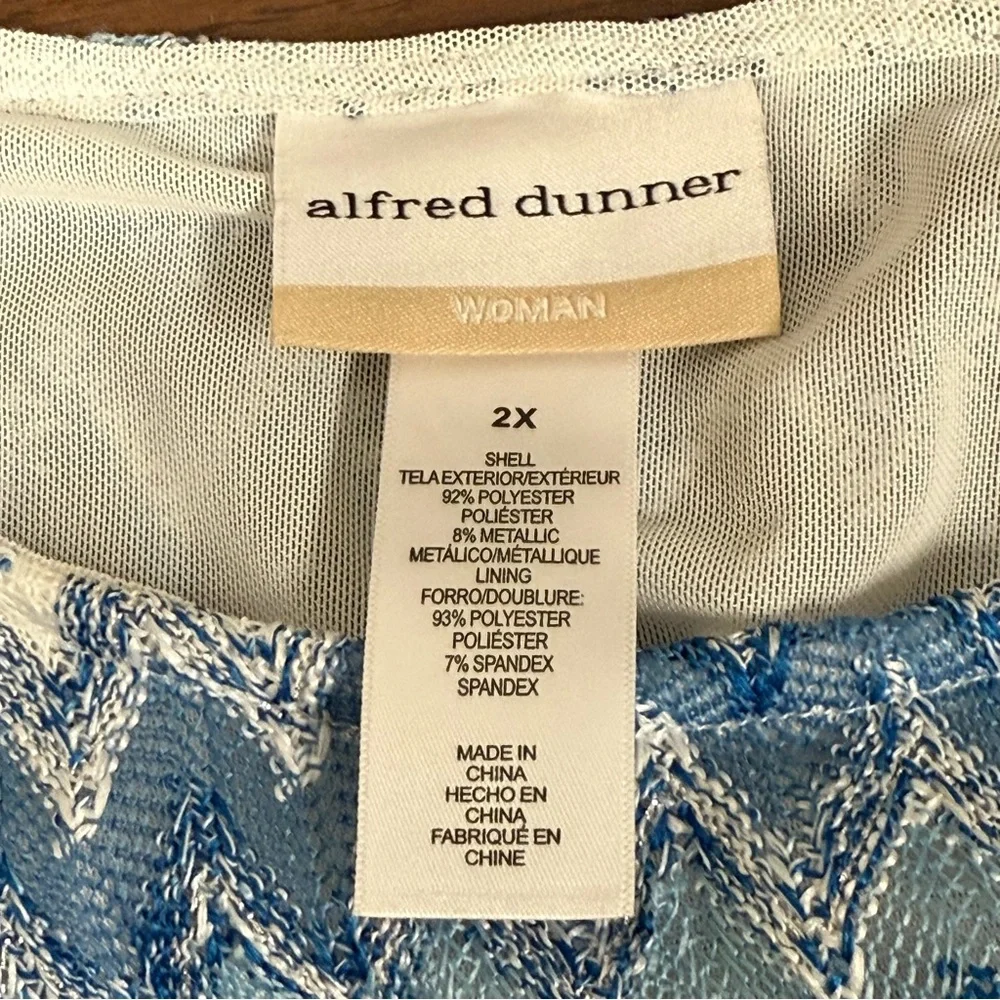 alfred dunner
WOMAN
2X
SHELL
TELA EXTERIOR/EXTÉRIEUR
92% POLYESTER
POLIÉSTER
8% METALLIC
METÁLICO/MÉTALLIQUE
LINING
FORRO/DOUBLURE:
93% POLYESTER
POLIÉSTER
7% SPANDEX
SPANDEX
MADE IN
CHINA
HECHO EN
CHINA
FABRIQUÉ EN
CHINE